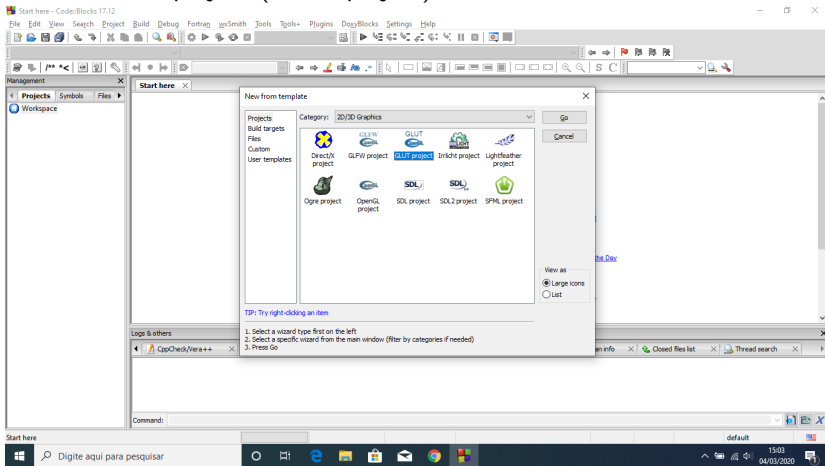 Start here - Code::Blocks 17.12
File Edit View Search Project Build Debug Fortran wxSmith Tools Tools+ Plugins DoxyBlocks Settings Help
/** *<
S C
Management
Projects Symbols Files
Workspace
Start here
New from template
Projects
Build targets
Files
Custom
User templates
Category: 2D/3D Graphics
Go
Cancel
Direct/X project
GLFW project
GLUT project
Irrlicht project
Lightfeather project
Ogre project
OpenGL project
SDL project
SDL2 project
SFML project
View as
Large icons
List
TIP: Try right-clicking an item
1. Select a wizard type first on the left
2. Select a specific wizard from the main window (filter by categories if needed)
3. Press Go
the Day
Logs & others
CppCheck/Vera++
an info
Closed files list
Thread search
Command:
Start here
default
Digite aqui para pesquisar
15:03
04/03/2020